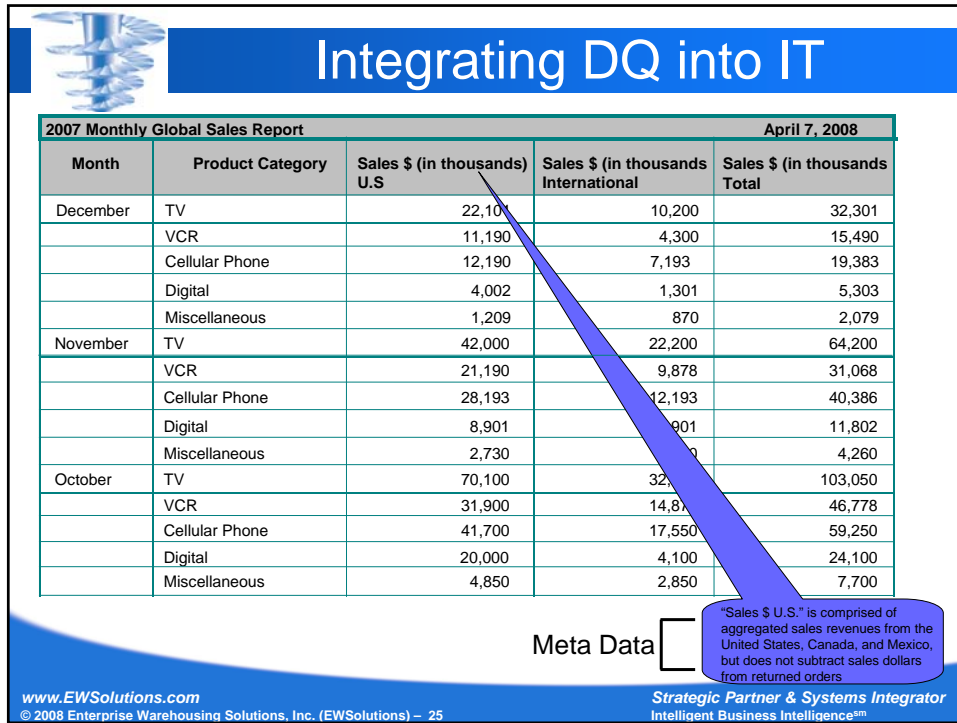 Integrating DQ into IT
2007 Monthly Global Sales Report April 7, 2008
Month Product Category Sales $ (in thousands) Sales $ (in thousands Sales $ (in thousands
U.S International Total
December TV 22,101 10,200 32,301
VCR 11,190 4,300 15,490
Cellular Phone 12,190 7,193 19,383
Digital 4,002 1,301 5,303
Miscellaneous 1,209 870 2,079
November TV 42,000 22,200 64,200
VCR 21,190 9,878 31,068
Cellular Phone 28,193 12,193 40,386
Digital 8,901 11,802
Miscellaneous 2,730 4,260
October TV 70,100 103,050
VCR 31,900 46,778
Cellular Phone 41,700 17,550 59,250
Digital 20,000 4,100 24,100
Miscellaneous 4,850 2,850 7,700
Meta Data
"Sales $ U.S." is comprised of
aggregated sales revenues from the
United States, Canada, and Mexico,
but does not subtract sales dollars
from returned orders
www.EWSolutions.com Strategic Partner & Systems Integrator
© 2008 Enterprise Warehousing Solutions, Inc. (EWSolutions) – 25 Intelligent Business Intelligence℠